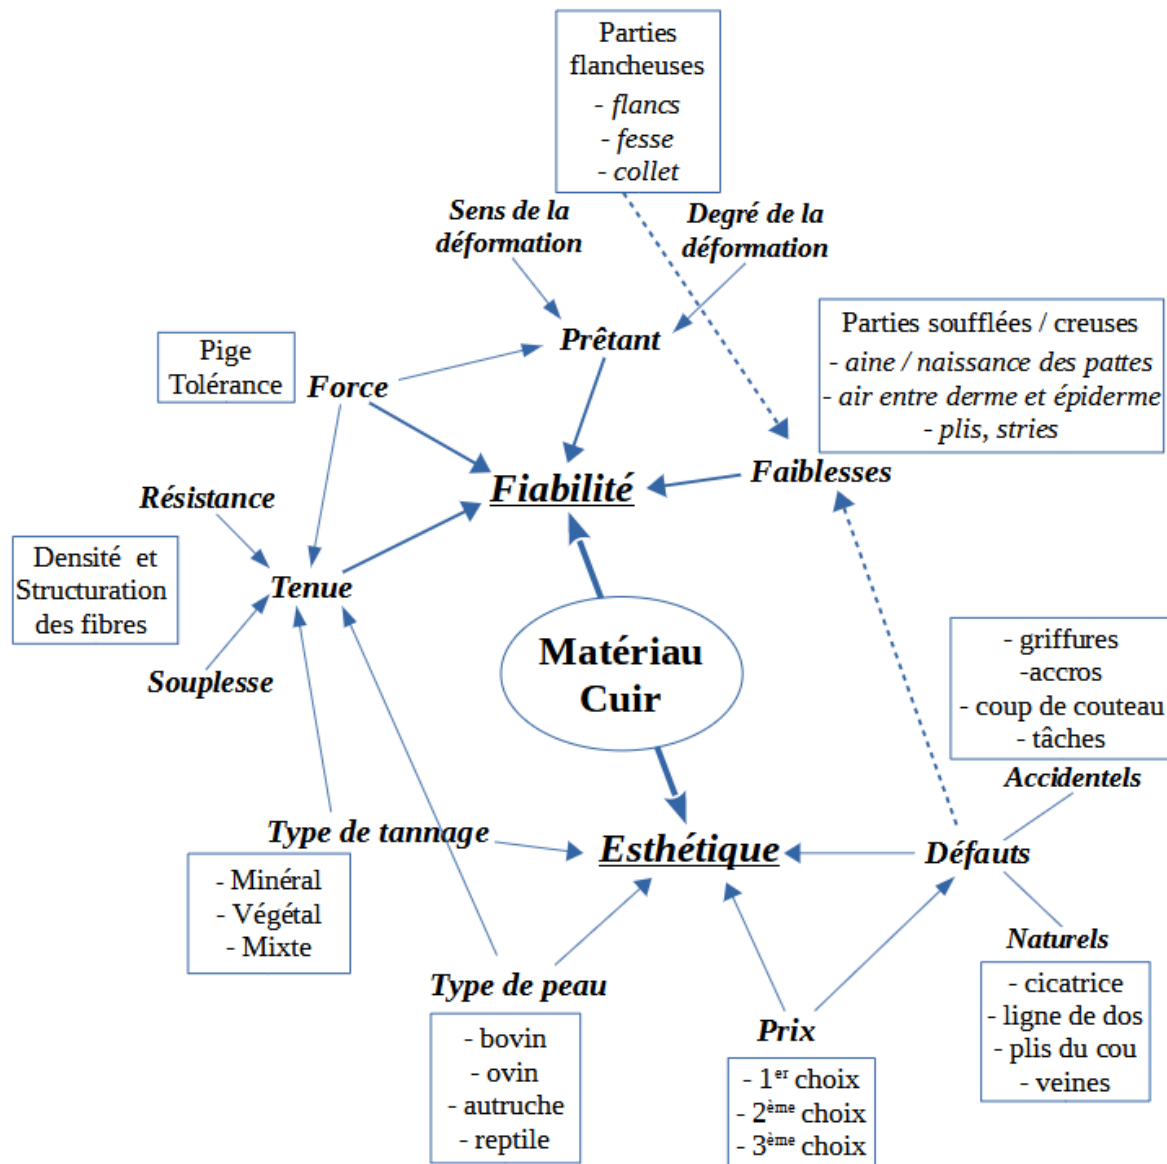 Parties
flancheuses
- flancs
- fesse
- collet
Sens de la
déformation
Degré de la
déformation
Prêtant
Parties soufflées / creuses
- aine / naissance des pattes
- air entre derme et épiderme
- plis, stries
Pige
Tolérance
Force
Fiabilité
Faiblesses
Résistance
Densité et
Structuration
des fibres
Tenue
Souplesse
Matériau
Cuir
- griffures
-accros
- coup de couteau
- tâches
Accidentels
Type de tannage
- Minéral
- Végétal
- Mixte
Esthétique
Défauts
Naturels
- cicatrice
- ligne de dos
- plis du cou
- veines
Type de peau
- bovin
- ovin
- autruche
- reptile
Prix
- 1er choix
- 2ème choix
- 3ème choix